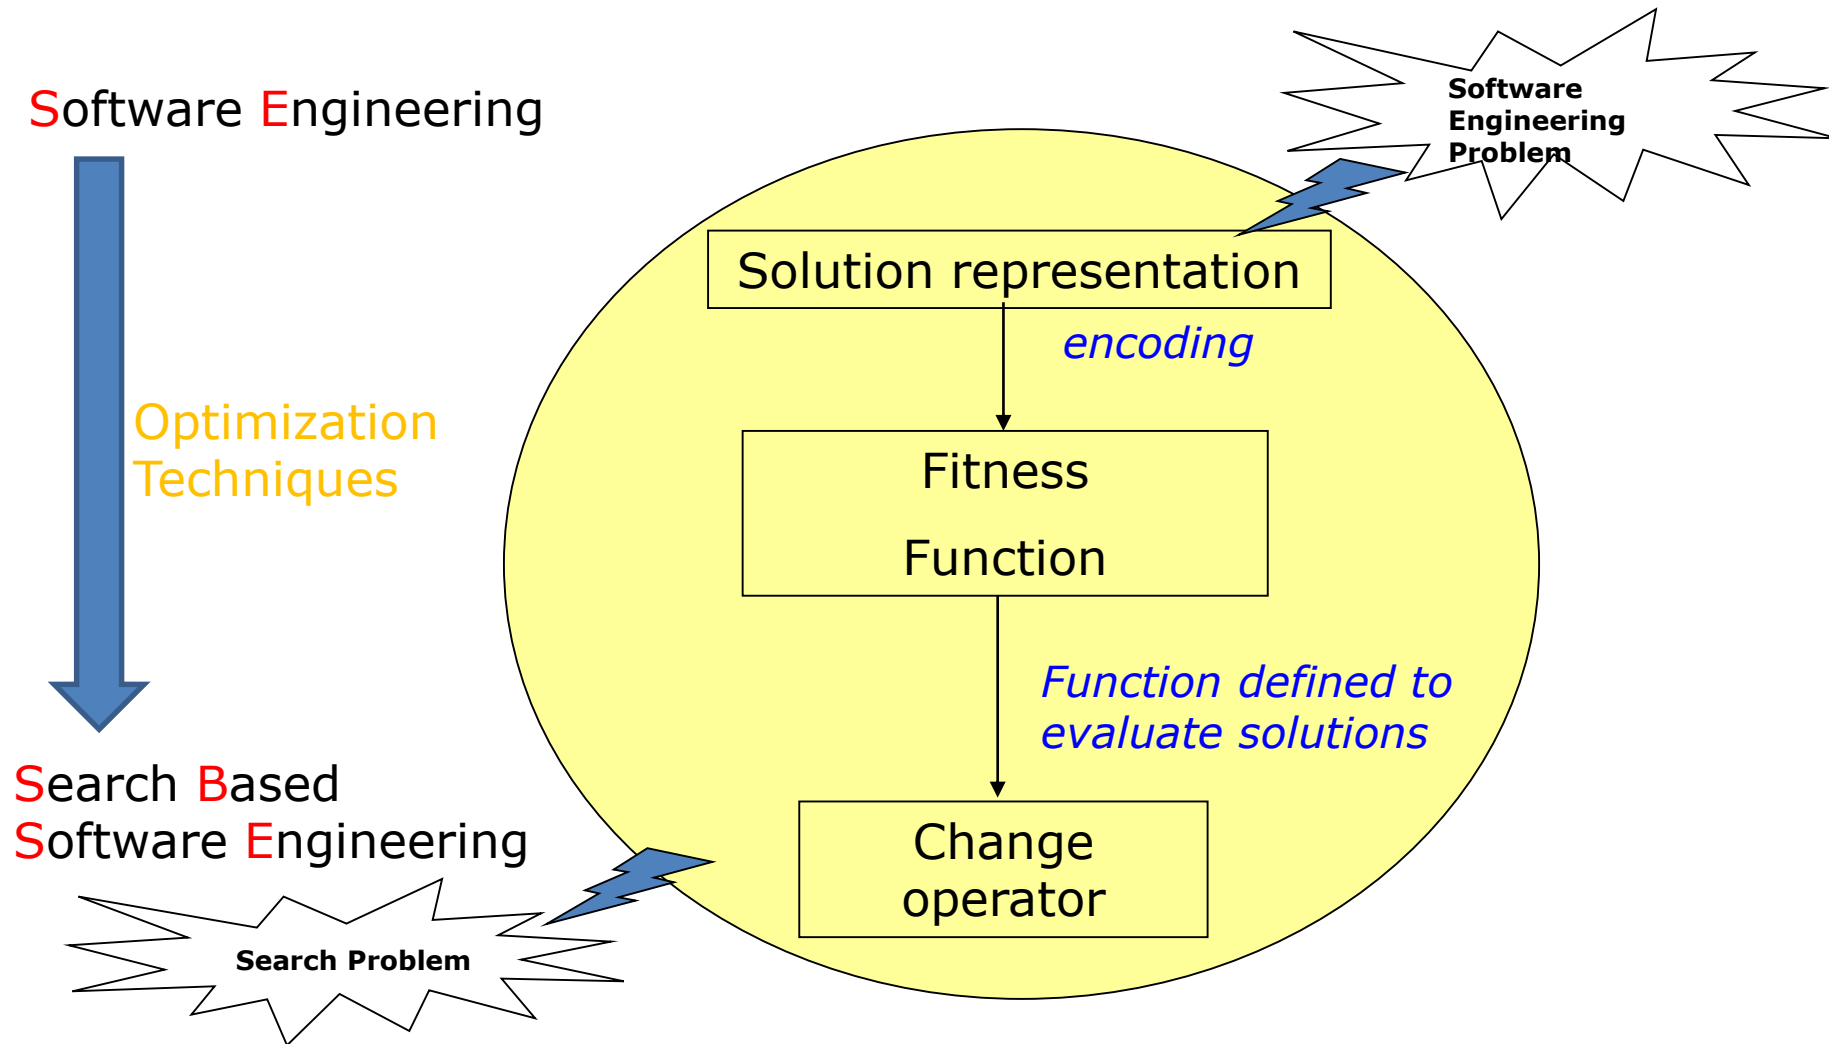 Software Engineering
Optimization
Techniques
Search Based
Software Engineering
Search Problem
Software
Engineering
Problem
Solution representation
encoding
Fitness
Function
Function defined to
evaluate solutions
Change
operator